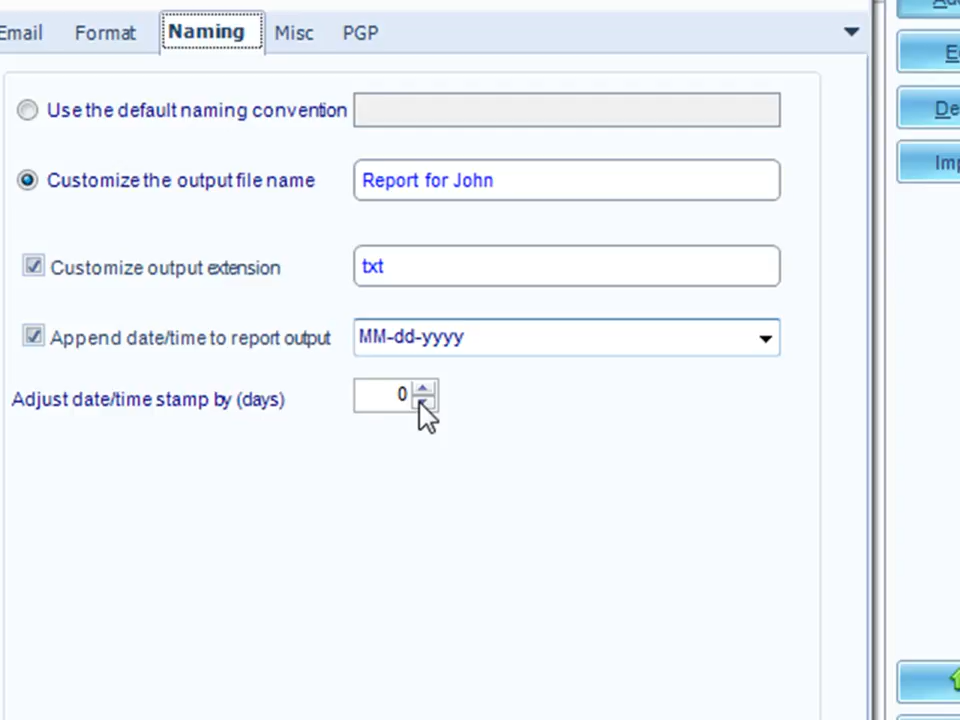 Email Format Naming Misc PGP
Use the default naming convention
Customize the output file name Report for John
Customize output extension txt
Append date/time to report output MM-dd-yyyy
Adjust date/time stamp by (days) 0